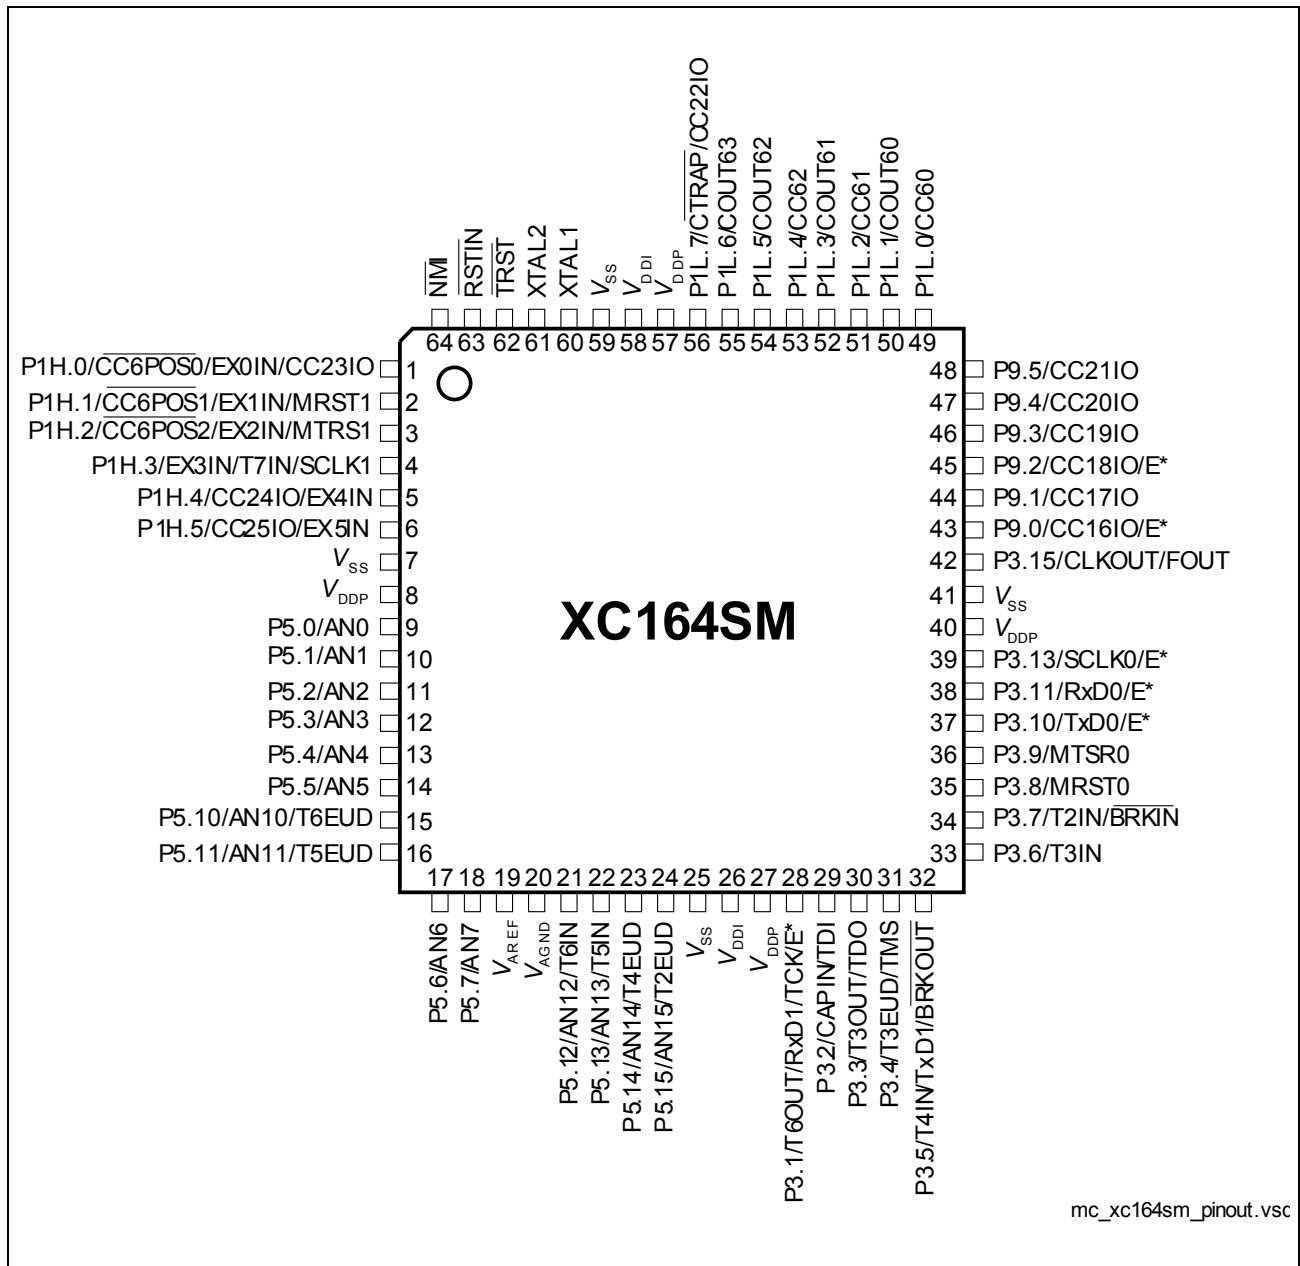 NMI
RSTIN
TRST
XTAL2
XTAL1
VSS
VDDI
VDDP
P1L.7/CTRAP/CC22IO
P1L.6/COUT63
P1L.5/COUT62
P1L.4/CC62
P1L.3/COUT61
P1L.2/CC61
P1L.1/COUT60
P1L.0/CC60
64 63 62 61 60 59 58 57 56 55 54 53 52 51 50 49
P1H.0/CC6POS0/EX0IN/CC23IO 1
P1H.1/CC6POS1/EX1IN/MRST1 2
P1H.2/CC6POS2/EX2IN/MTRS1 3
P1H.3/EX3IN/T7IN/SCLK1 4
P1H.4/CC24IO/EX4IN 5
P1H.5/CC25IO/EX5IN 6
VSS 7
VDDP 8
P5.0/AN0 9
P5.1/AN1 10
P5.2/AN2 11
P5.3/AN3 12
P5.4/AN4 13
P5.5/AN5 14
P5.10/AN10/T6EUD 15
P5.11/AN11/T5EUD 16
XC164SM
48 P9.5/CC21IO
47 P9.4/CC20IO
46 P9.3/CC19IO
45 P9.2/CC18IO/E*
44 P9.1/CC17IO
43 P9.0/CC16IO/E*
42 P3.15/CLKOUT/FOUT
41 VSS
40 VDDP
39 P3.13/SCLK0/E*
38 P3.11/RxD0/E*
37 P3.10/TxD0/E*
36 P3.9/MTSR0
35 P3.8/MRST0
34 P3.7/T2IN/BRKIN
33 P3.6/T3IN
17 18 19 20 21 22 23 24 25 26 27 28 29 30 31 32
P5.6/AN6
P5.7/AN7
VAREF
VAGND
P5.12/AN12/T6IN
P5.13/AN13/T5IN
P5.14/AN14/T4EUD
P5.15/AN15/T2EUD
VSS
VDDI
VDDP
P3.1/T6OUT/RxD1/TCK/E*
P3.2/CAPIN/TDI
P3.3/T3OUT/TDO
P3.4/T3EUD/TMS
P3.5/T4IN/TxD1/BRKOUT
mc_xc164sm_pinout.vsd